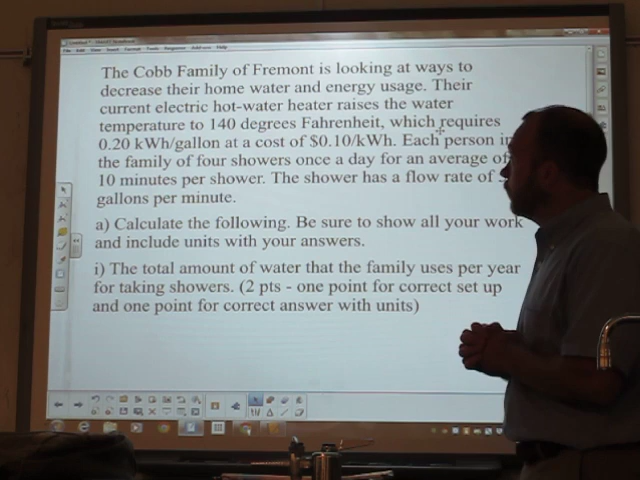 The Cobb Family of Fremont is looking at ways to
decrease their home water and energy usage. Their
current electric hot-water heater raises the water
temperature to 140 degrees Fahrenheit, which requires
0.20 kWh/gallon at a cost of $0.10/kWh. Each person in
the family of four showers once a day for an average of
10 minutes per shower. The shower has a flow rate of
gallons per minute.
a) Calculate the following. Be sure to show all your work
and include units with your answers.
i) The total amount of water that the family uses per year
for taking showers. (2 pts - one point for correct set up
and one point for correct answer with units)